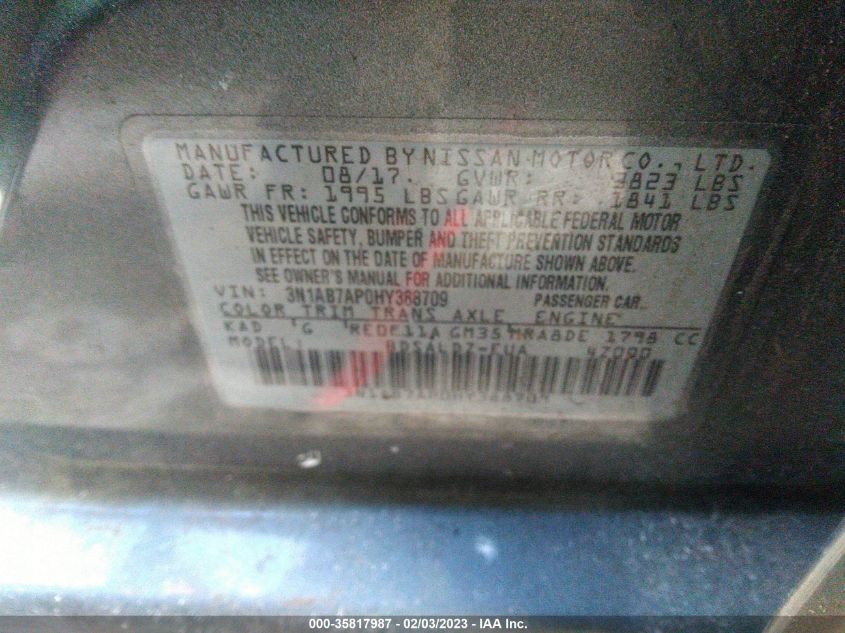 MANUFACTURED BY NISSAN MOTOR CO., LTD.
DATE: 08/17. GVWR: 3823 LBS
GAWR FR: 1995 LBS GAWR RR: 1841 LBS
THIS VEHICLE CONFORMS TO ALL APPLICABLE FEDERAL MOTOR
VEHICLE SAFETY, BUMPER AND THEFT PREVENTION STANDARDS
IN EFFECT ON THE DATE OF MANUFACTURE SHOWN ABOVE.
SEE OWNER'S MANUAL FOR ADDITIONAL INFORMATION.
VIN: 3N1AB7AP0HY388709 PASSENGER CAR
COLOR TRIM TRANS AXLE ENGINE
KAD G RE0F11A GM35 MRA8DE 1798 CC
MODEL:
000-35817987 - 02/03/2023 - IAA Inc.